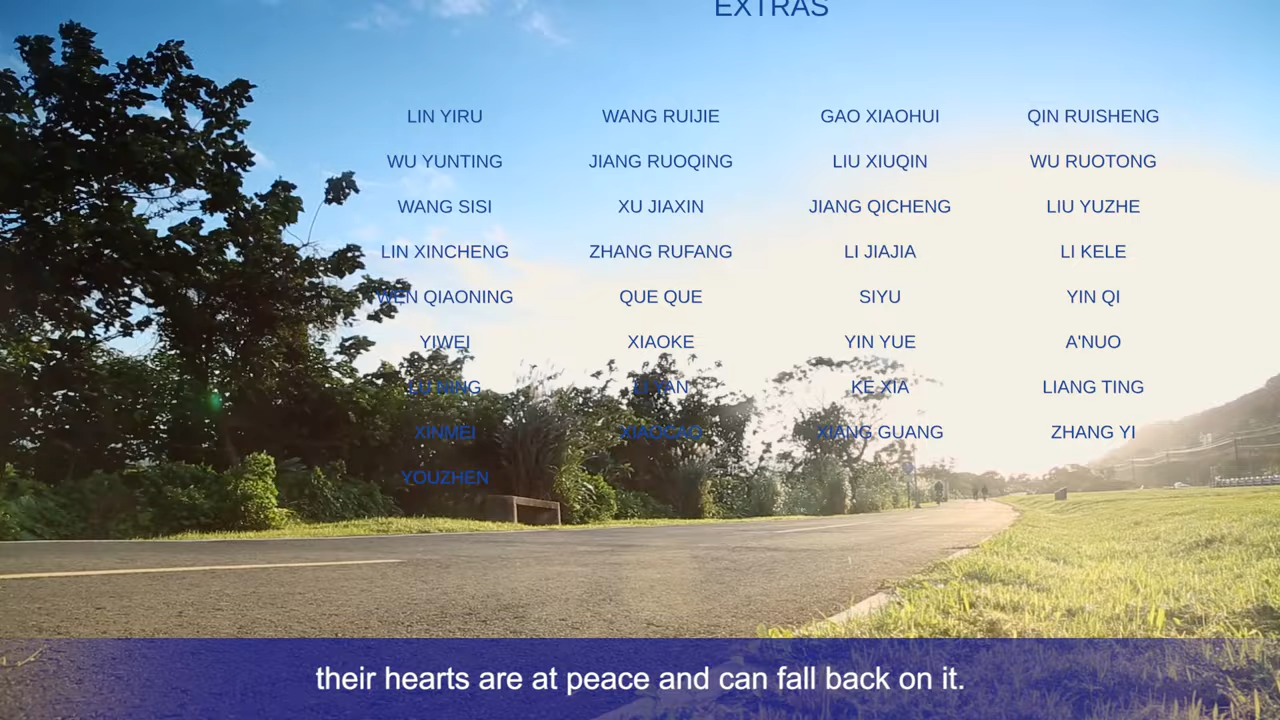 EXTRAS
LIN YIRU WANG RUIJIE GAO XIAOHUI QIN RUISHENG
WU YUNTING JIANG RUOQING LIU XIUQIN WU RUOTONG
WANG SISI XU JIAXIN JIANG QICHENG LIU YUZHE
LIN XINCHENG ZHANG RUFANG LI JIAJIA LI KELE
WEN QIAONING QUE QUE SIYU YIN QI
YIWEI XIAOKE YIN YUE A'NUO
YAN KE XIA LIANG TING
XINMEI XIAOCAO XIANG GUANG ZHANG YI
YOUZHEN
their hearts are at peace and can fall back on it.